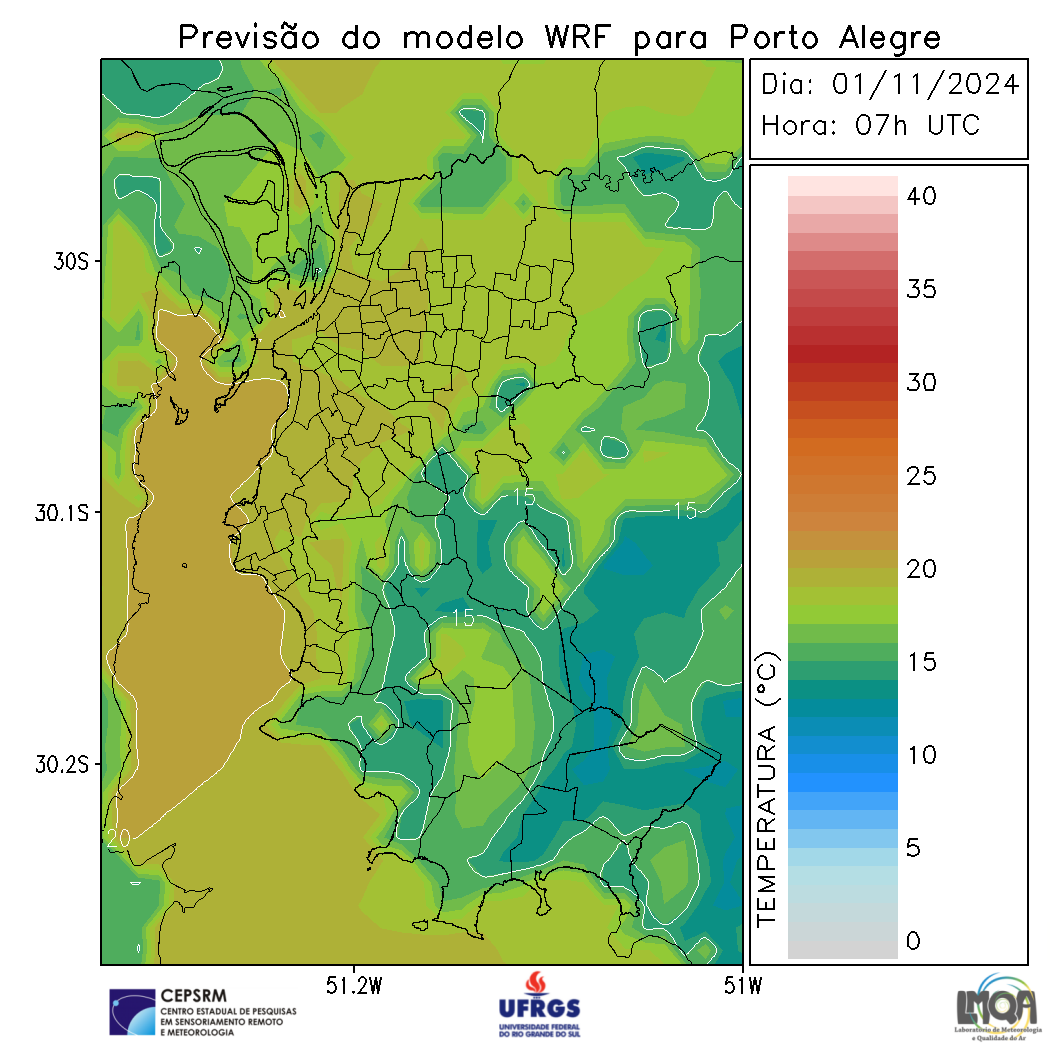 Previsão do modelo WRF para Porto Alegre
Dia: 01/11/2024
Hora: 07h UTC
40
35
30
25
20
15
10
5
0
TEMPERATURA (°C)
30S
30.1S
30.2S
51.2W
51W
15
15
15
20
CEPSRM
CENTRO ESTADUAL DE PESQUISAS
EM SENSORIAMENTO REMOTO
E METEOROLOGIA
UFRGS
UNIVERSIDADE FEDERAL
DO RIO GRANDE DO SUL
LMQA
Laboratório de Meteorologia
e Qualidade do Ar